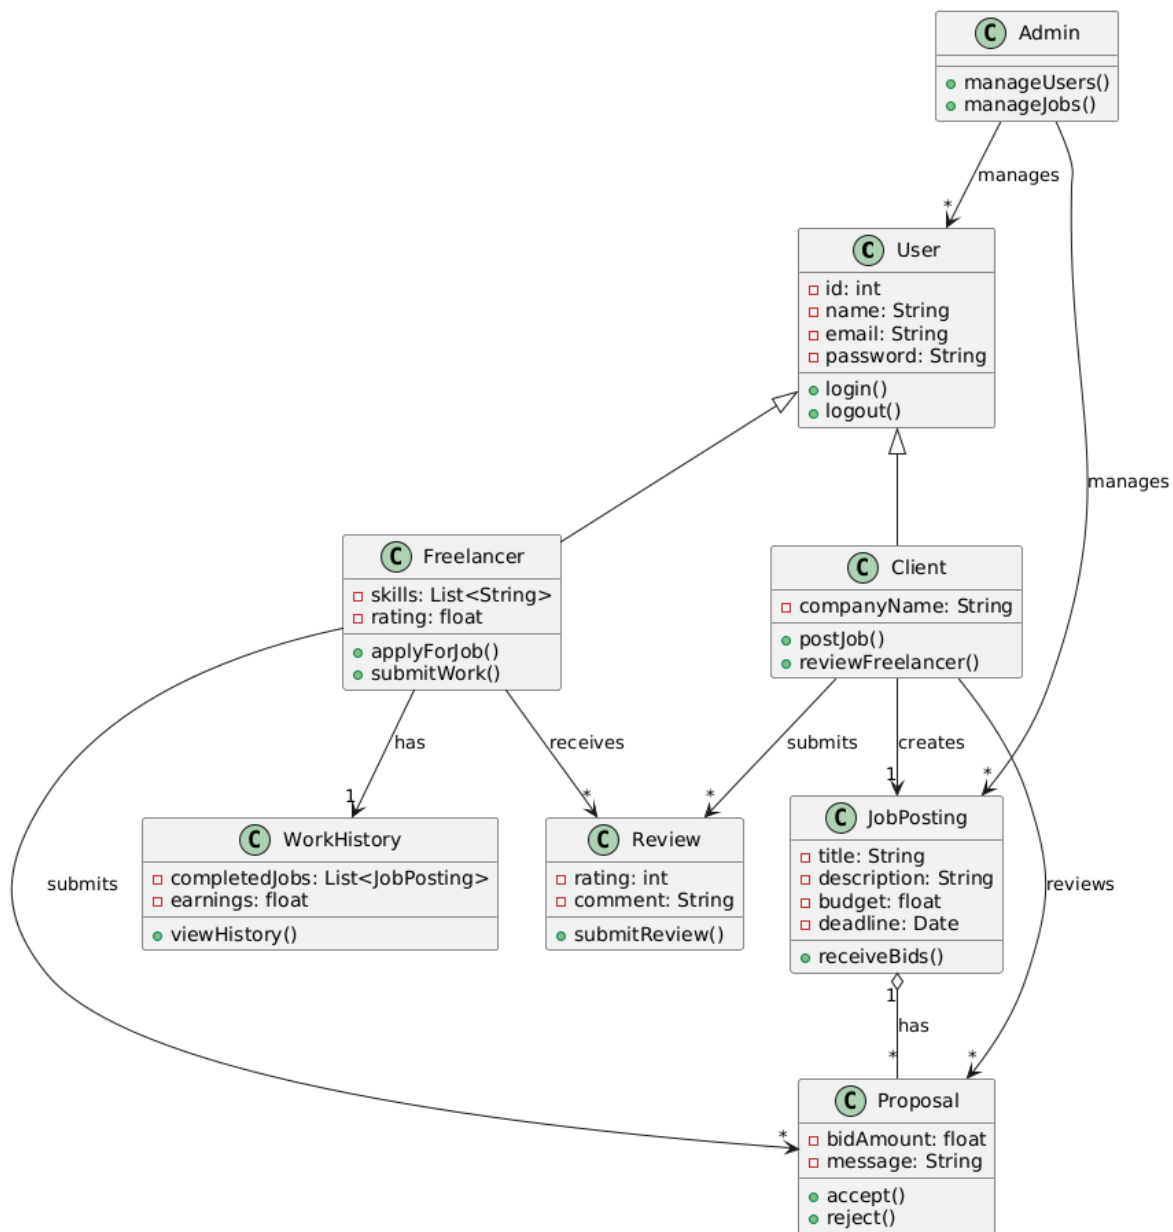 C Admin
manageUsers()
manageJobs()
manages
*
C User
id: int
name: String
email: String
password: String
login()
logout()
manages
C Freelancer
skills: List<String>
rating: float
applyForJob()
submitWork()
C Client
companyName: String
postJob()
reviewFreelancer()
has
receives
submits
creates
1
*
*
1
*
C WorkHistory
completedJobs: List<JobPosting>
earnings: float
viewHistory()
C Review
rating: int
comment: String
submitReview()
C JobPosting
title: String
description: String
budget: float
deadline: Date
receiveBids()
submits
reviews
1
has
*
*
*
C Proposal
bidAmount: float
message: String
accept()
reject()